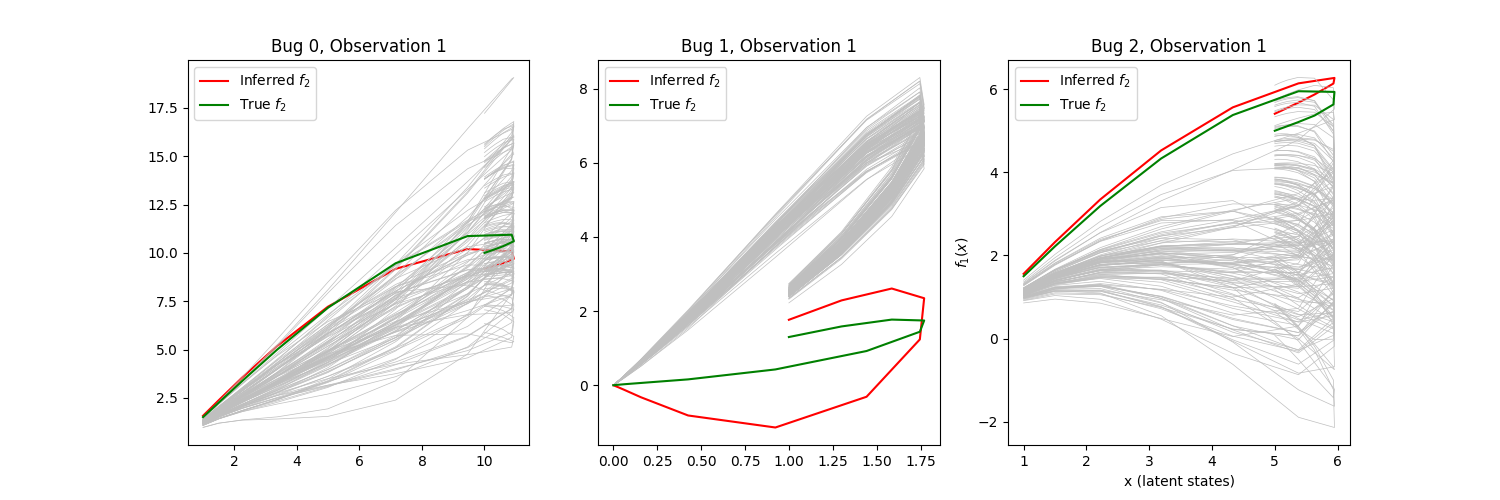 Bug 0, Observation 1
Inferred f₂
True f₂
17.5
15.0
12.5
10.0
7.5
5.0
2.5
2 4 6 8 10
Bug 1, Observation 1
Inferred f₂
True f₂
8
6
4
2
0
0.00 0.25 0.50 0.75 1.00 1.25 1.50 1.75
Bug 2, Observation 1
Inferred f₂
True f₂
6
4
2
0
−2
f₁(x)
1 2 3 4 5 6
x (latent states)